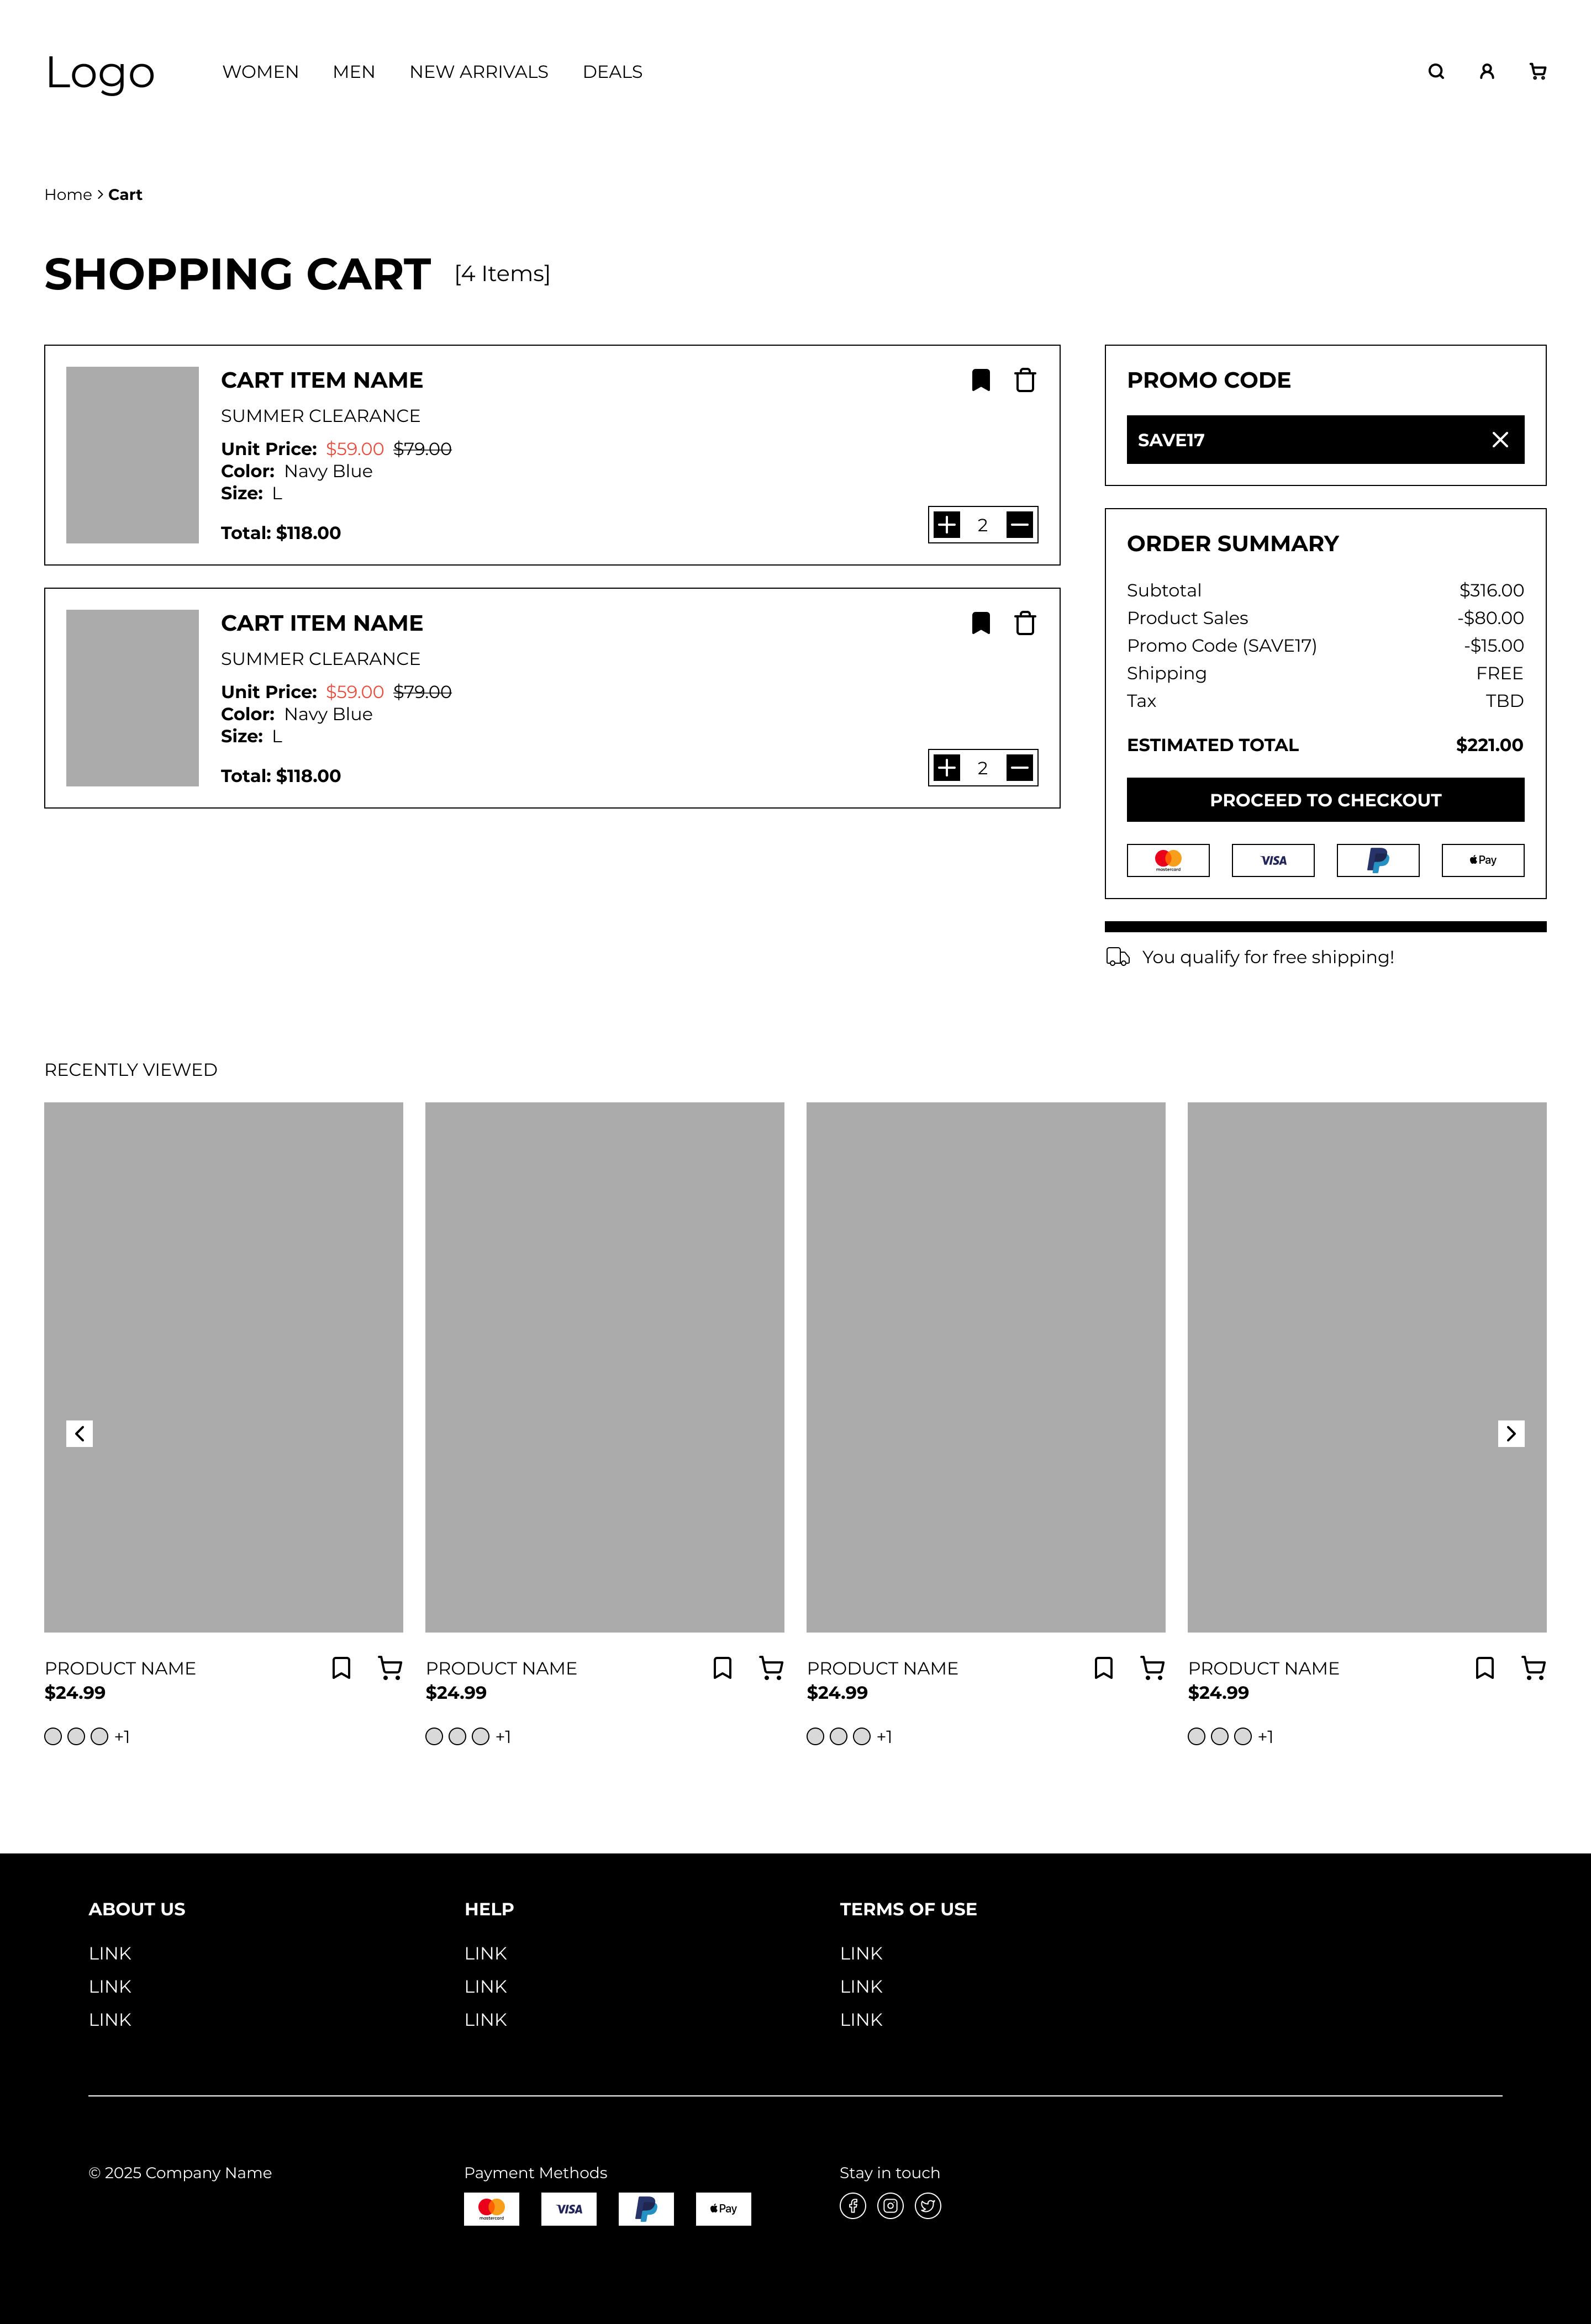 Logo
WOMEN MEN NEW ARRIVALS DEALS
Home > Cart
SHOPPING CART [4 Items]
CART ITEM NAME
SUMMER CLEARANCE
Unit Price: $59.00 $79.00
Color: Navy Blue
Size: L
Total: $118.00
2
CART ITEM NAME
SUMMER CLEARANCE
Unit Price: $59.00 $79.00
Color: Navy Blue
Size: L
Total: $118.00
2
PROMO CODE
SAVE17
ORDER SUMMARY
Subtotal $316.00
Product Sales -$80.00
Promo Code (SAVE17) -$15.00
Shipping FREE
Tax TBD
ESTIMATED TOTAL $221.00
PROCEED TO CHECKOUT
mastercard VISA Pay
You qualify for free shipping!
RECENTLY VIEWED
PRODUCT NAME
$24.99
+1
PRODUCT NAME
$24.99
+1
PRODUCT NAME
$24.99
+1
PRODUCT NAME
$24.99
+1
ABOUT US
LINK
LINK
LINK
HELP
LINK
LINK
LINK
TERMS OF USE
LINK
LINK
LINK
© 2025 Company Name
Payment Methods
mastercard VISA Pay
Stay in touch